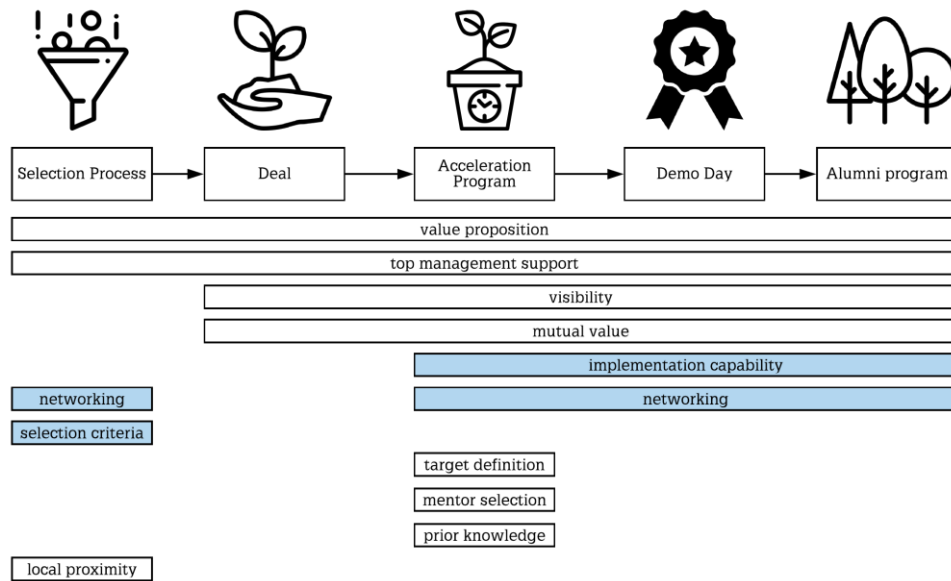 Selection Process
Deal
Acceleration
Program
Demo Day
Alumni program
value proposition
top management support
visibility
mutual value
implementation capability
networking
networking
selection criteria
target definition
mentor selection
prior knowledge
local proximity